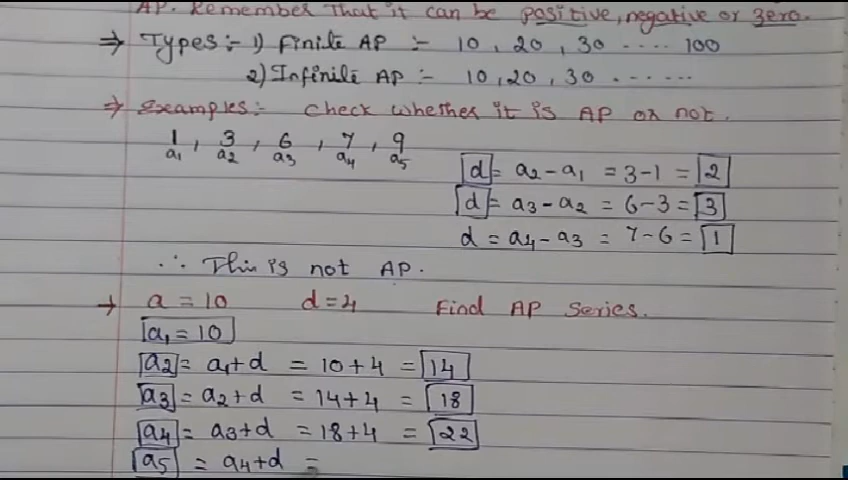 AP. Remember that it can be positive, negative or zero.
⇒ Types:- 1) Finite AP :- 10, 20, 30 ..... 100
2) Infinite AP :- 10, 20, 30 .......
⇒ Examples:- Check whether it is AP or not.
1, 3, 6, 7, 9
a₁ a₂ a₃ a₄ a₅
d = a₂ - a₁ = 3-1 = 2
d = a₃ - a₂ = 6-3 = 3
d = a₄ - a₃ = 7-6 = 1
∴ This is not AP.
→ a = 10 d = 4 Find AP Series.
a₁ = 10
a₂ = a₁+d = 10+4 = 14
a₃ = a₂+d = 14+4 = 18
a₄ = a₃+d = 18+4 = 22
a₅ = a₄+d =